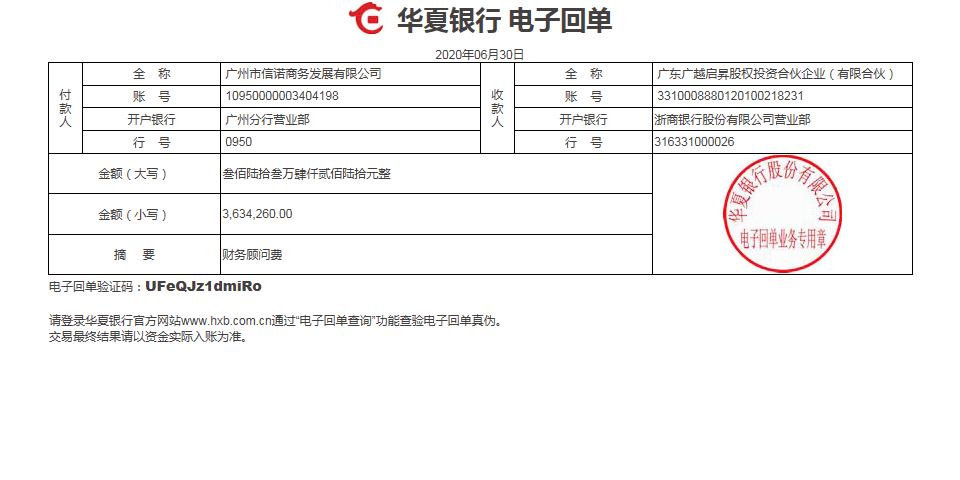 华夏银行 电子回单
2020年06月30日
付款人
全 称 广州市信诺商务发展有限公司
账 号 10950000003404198
开户银行 广州分行营业部
行 号 0950
收款人
全 称 广东广越启昇股权投资合伙企业（有限合伙）
账 号 3310008880120100218231
开户银行 浙商银行股份有限公司营业部
行 号 316331000026
金额（大写） 叁佰陆拾叁万肆仟贰佰陆拾元整
金额（小写） 3,634,260.00
摘 要 财务顾问费
华夏银行股份有限公司
电子回单业务专用章
电子回单验证码：UFeQJz1dmiRo
请登录华夏银行官方网站www.hxb.com.cn通过“电子回单查询”功能查验电子回单真伪。
交易最终结果请以资金实际入账为准。